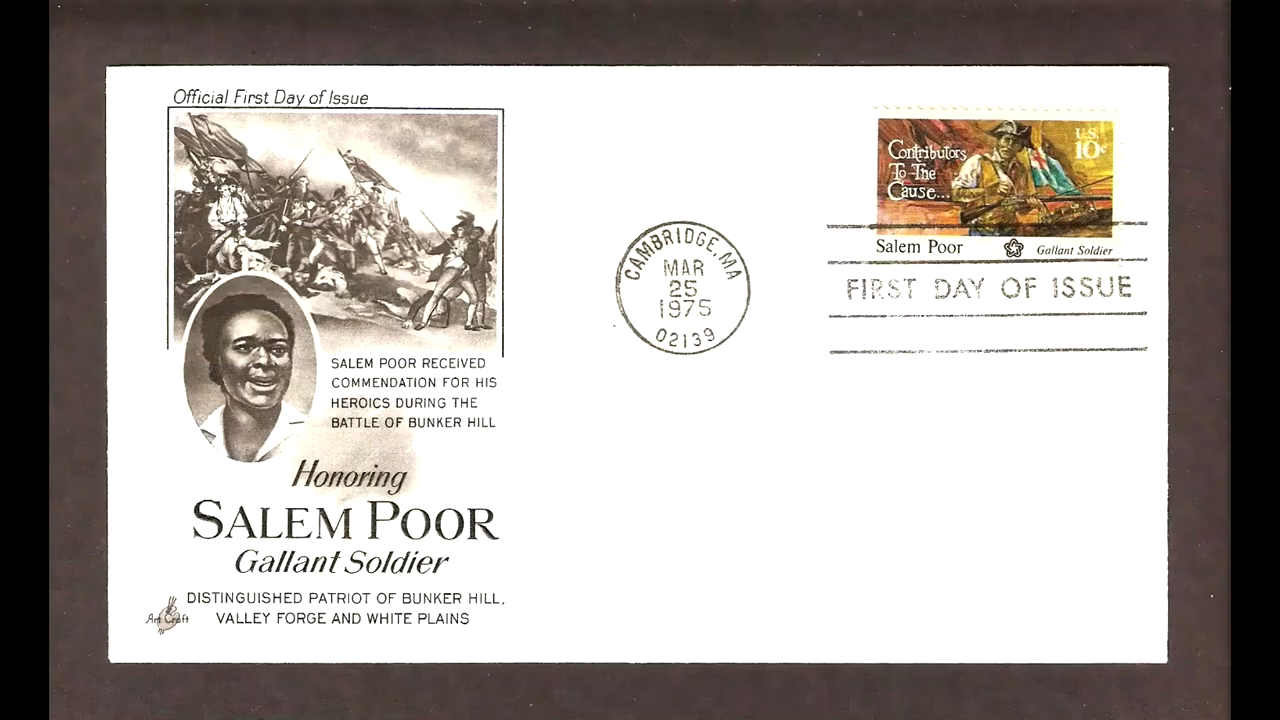 Official First Day of Issue
SALEM POOR RECEIVED
COMMENDATION FOR HIS
HEROICS DURING THE
BATTLE OF BUNKER HILL
Honoring
SALEM POOR
Gallant Soldier
DISTINGUISHED PATRIOT OF BUNKER HILL,
VALLEY FORGE AND WHITE PLAINS
Art Craft
CAMBRIDGE, MA
MAR
25
1975
02139
U.S.
10c
Contributors
To The
Cause...
Salem Poor
Gallant Soldier
FIRST DAY OF ISSUE